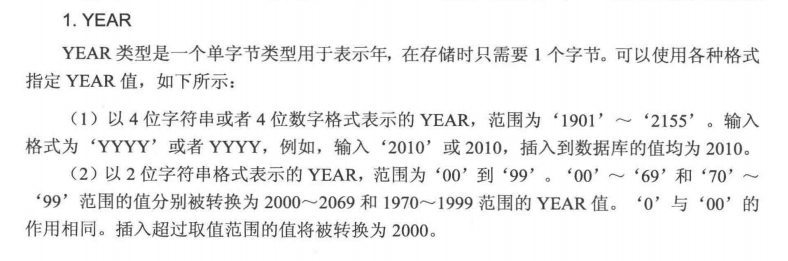 1. YEAR
YEAR 类型是一个单字节类型用于表示年，在存储时只需要 1 个字节。可以使用各种格式
指定 YEAR 值，如下所示：
（1）以 4 位字符串或者 4 位数字格式表示的 YEAR，范围为‘1901’～‘2155’。输入
格式为‘YYYY’或者 YYYY，例如，输入‘2010’或 2010，插入到数据库的值均为 2010。
（2）以 2 位字符串格式表示的 YEAR，范围为‘00’到‘99’。‘00’～‘69’和‘70’～
‘99’范围的值分别被转换为 2000～2069 和 1970～1999 范围的 YEAR 值。‘0’与‘00’的
作用相同。插入超过取值范围的值将被转换为 2000。